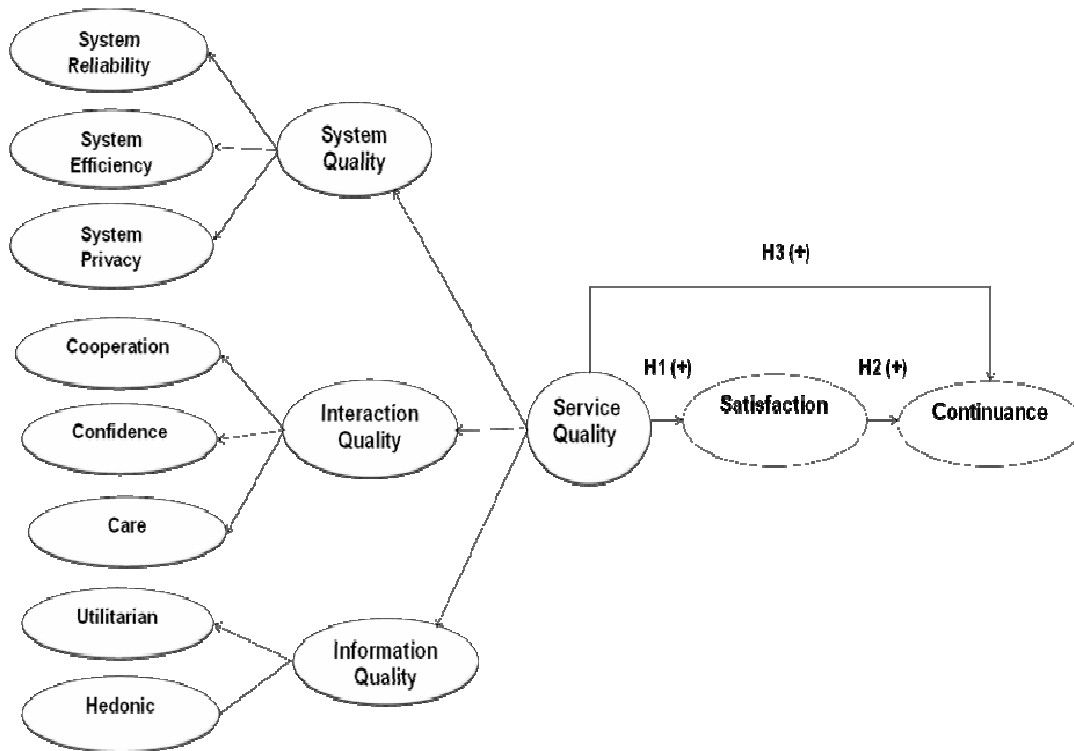 System
Reliability
System
Efficiency
System
Privacy
System
Quality
Cooperation
Confidence
Care
Interaction
Quality
Utilitarian
Hedonic
Information
Quality
Service
Quality
H3 (+)
H1 (+)
Satisfaction
H2 (+)
Continuance